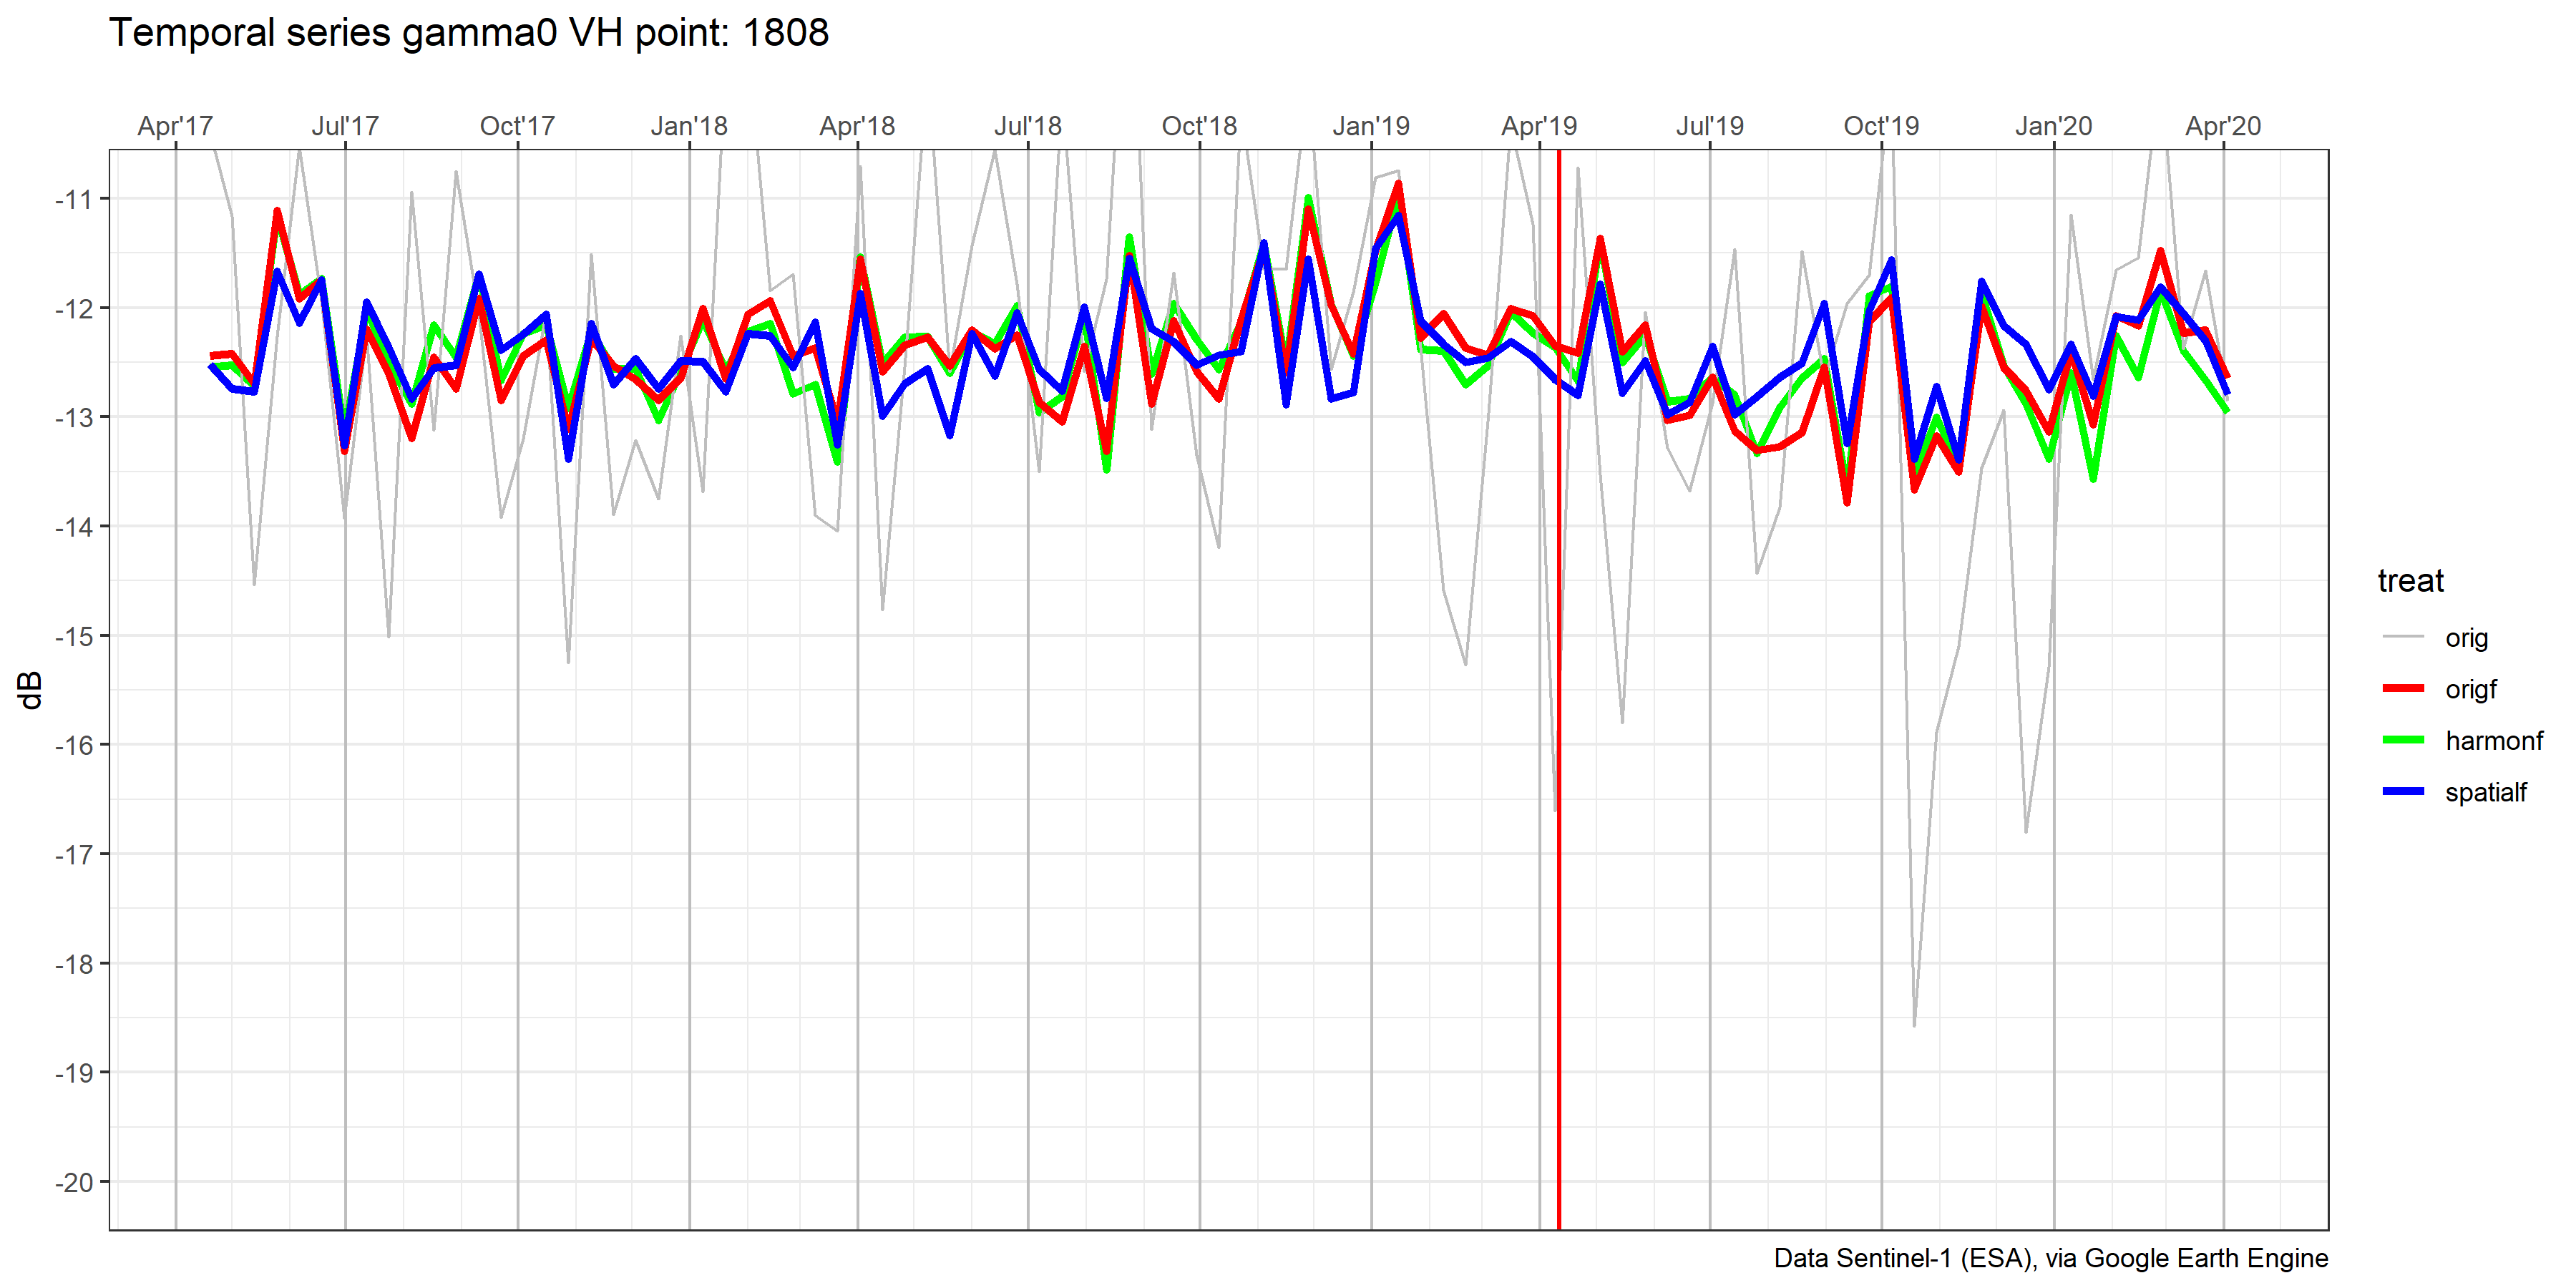 Temporal series gamma0 VH point: 1808
Apr'17 Jul'17 Oct'17 Jan'18 Apr'18 Jul'18 Oct'18 Jan'19 Apr'19 Jul'19 Oct'19 Jan'20 Apr'20
-11
-12
-13
-14
-15
-16
-17
-18
-19
-20
dB
treat
orig
origf
harmonf
spatialf
Data Sentinel-1 (ESA), via Google Earth Engine